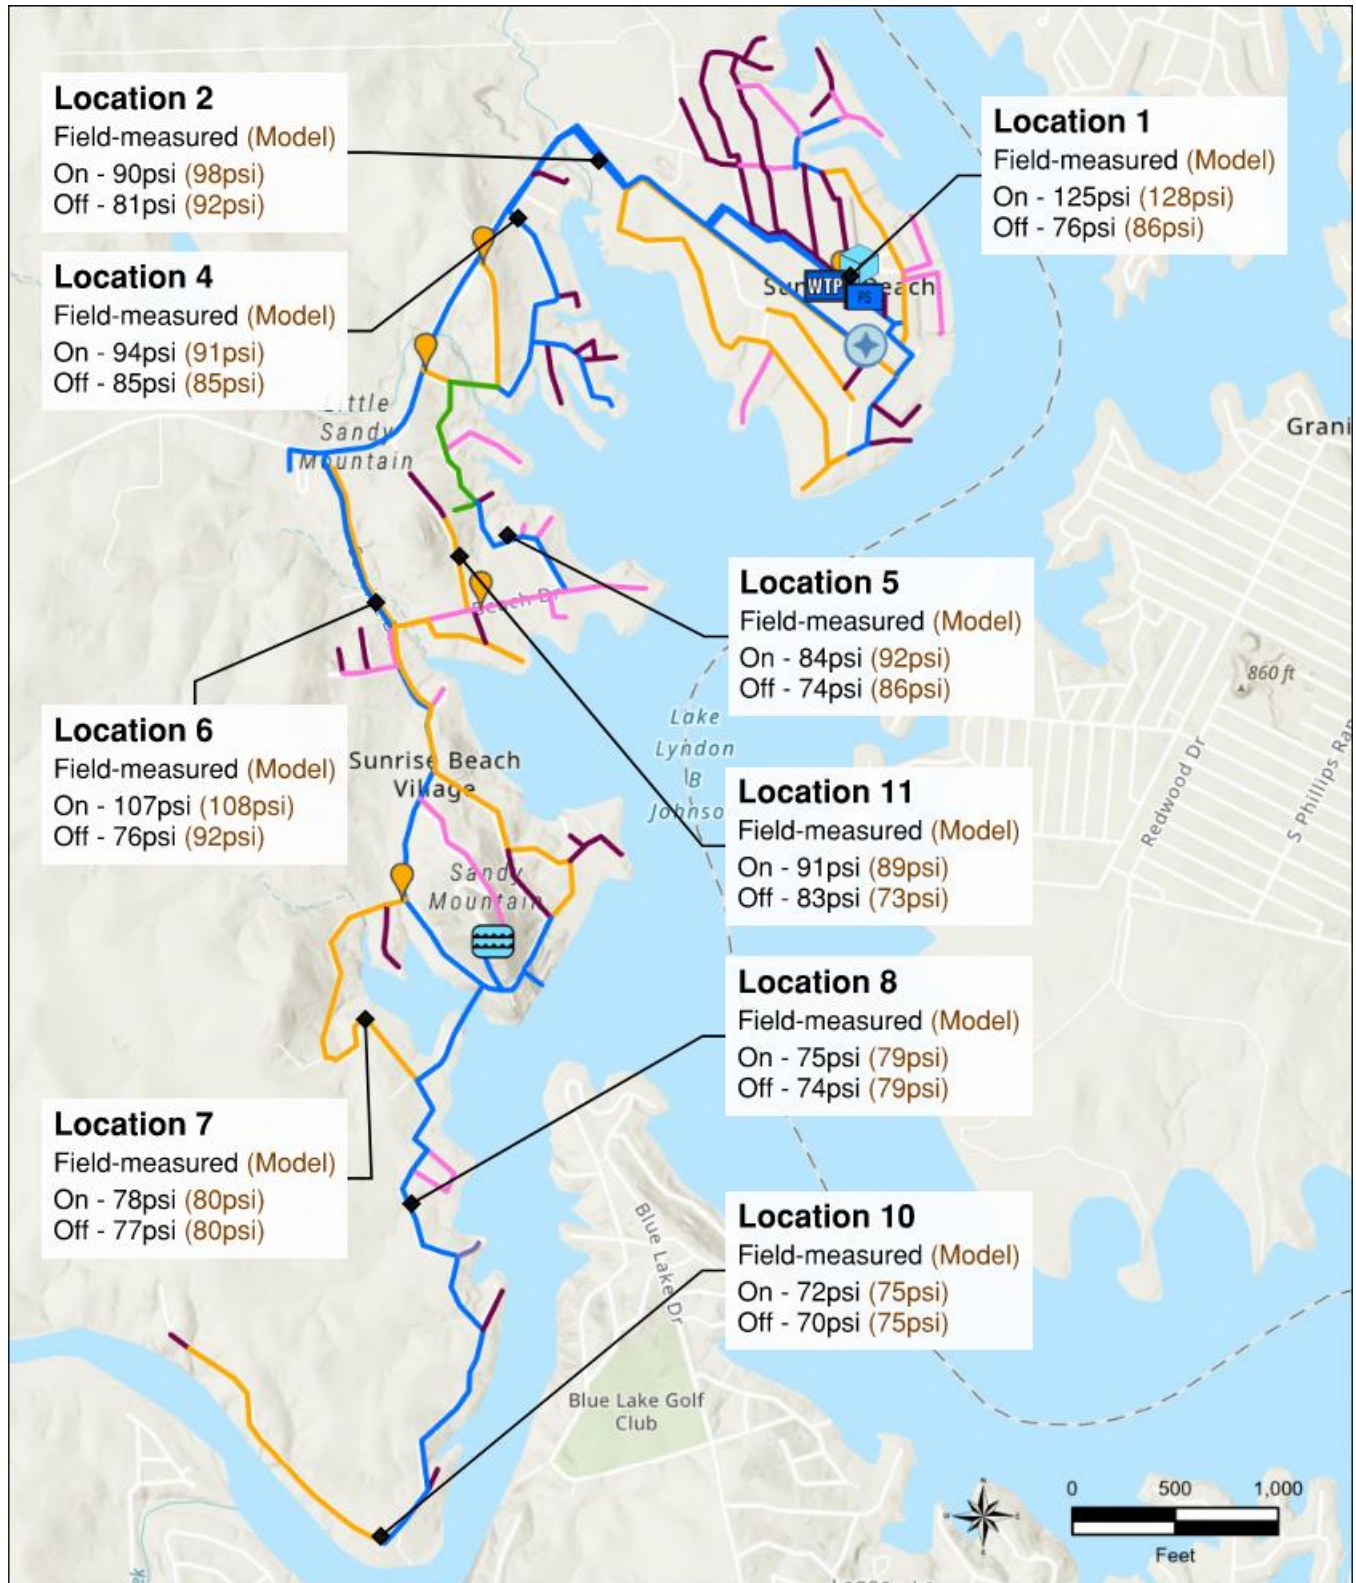 Location 2
Field-measured (Model)
On - 90psi (98psi)
Off - 81psi (92psi)
Location 1
Field-measured (Model)
On - 125psi (128psi)
Off - 76psi (86psi)
Location 4
Field-measured (Model)
On - 94psi (91psi)
Off - 85psi (85psi)
WTP
PS
Beach
Little
Sandy
Mountain
Grani
Beach Dr
Location 5
Field-measured (Model)
On - 84psi (92psi)
Off - 74psi (86psi)
860 ft
Location 6
Field-measured (Model)
On - 107psi (108psi)
Off - 76psi (92psi)
Lake
Lyndon
B
Johnso
Sunrise Beach
Village
Redwood Dr
S Phillips Ran
Location 11
Field-measured (Model)
On - 91psi (89psi)
Off - 83psi (73psi)
Sandy
Mountain
Location 8
Field-measured (Model)
On - 75psi (79psi)
Off - 74psi (79psi)
Location 7
Field-measured (Model)
On - 78psi (80psi)
Off - 77psi (80psi)
Location 10
Field-measured (Model)
On - 72psi (75psi)
Off - 70psi (75psi)
Blue Lake Dr
Blue Lake Golf
Club
N
0 500 1,000
Feet